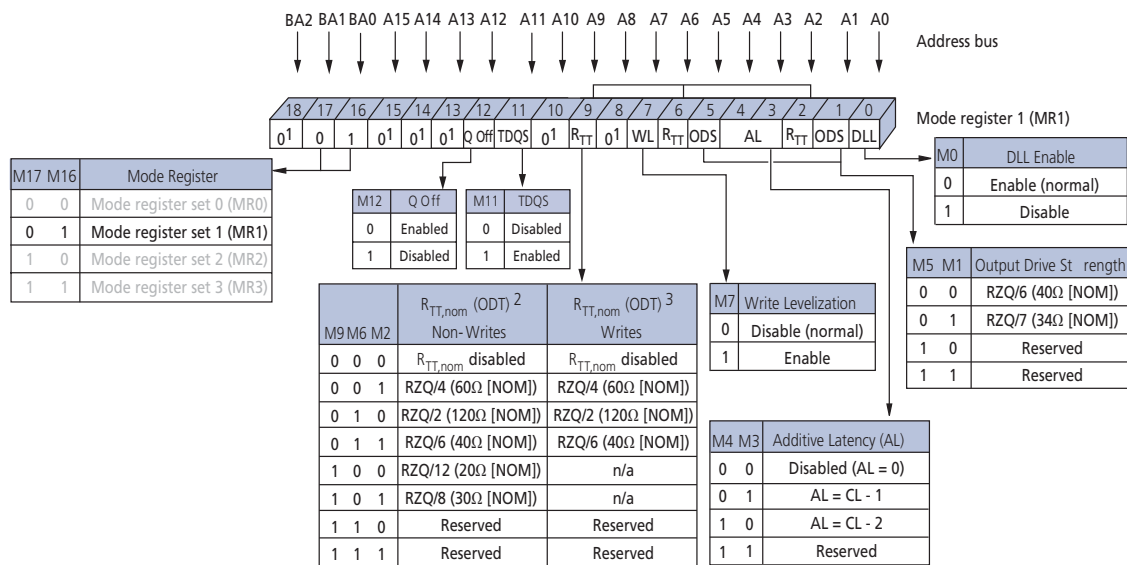 BA2 BA1 BA0 A15 A14 A13 A12 A11 A10 A9 A8 A7 A6 A5 A4 A3 A2 A1 A0
Address bus
18 17 16 15 14 13 12 11 10 9 8 7 6 5 4 3 2 1 0
Mode register 1 (MR1)
0¹ 0 1 0¹ 0¹ 0¹ Q Off TDQS 0¹ RTT 0¹ WL RTT ODS AL RTT ODS DLL
M17 M16 Mode Register
0 0 Mode register set 0 (MR0)
0 1 Mode register set 1 (MR1)
1 0 Mode register set 2 (MR2)
1 1 Mode register set 3 (MR3)
M12 Q Off
0 Enabled
1 Disabled
M11 TDQS
0 Disabled
1 Enabled
M0 DLL Enable
0 Enable (normal)
1 Disable
M5 M1 Output Drive St rength
0 0 RZQ/6 (40Ω [NOM])
0 1 RZQ/7 (34Ω [NOM])
1 0 Reserved
1 1 Reserved
RTT,nom (ODT) ² RTT,nom (ODT) ³
M9 M6 M2 Non-Writes Writes
0 0 0 RTT,nom disabled RTT,nom disabled
0 0 1 RZQ/4 (60Ω [NOM]) RZQ/4 (60Ω [NOM])
0 1 0 RZQ/2 (120Ω [NOM]) RZQ/2 (120Ω [NOM])
0 1 1 RZQ/6 (40Ω [NOM]) RZQ/6 (40Ω [NOM])
1 0 0 RZQ/12 (20Ω [NOM]) n/a
1 0 1 RZQ/8 (30Ω [NOM]) n/a
1 1 0 Reserved Reserved
1 1 1 Reserved Reserved
M7 Write Levelization
0 Disable (normal)
1 Enable
M4 M3 Additive Latency (AL)
0 0 Disabled (AL = 0)
0 1 AL = CL - 1
1 0 AL = CL - 2
1 1 Reserved